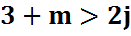 3 + m > 2j